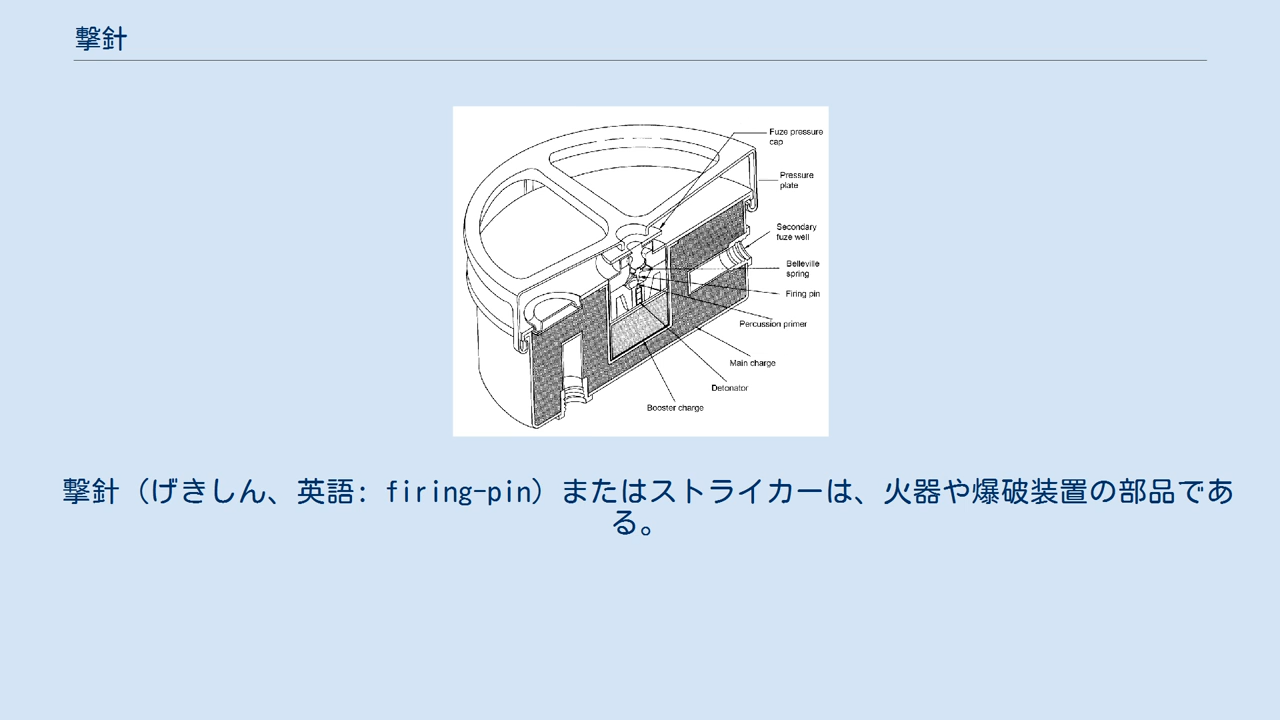 撃針
Fuze pressure
cap
Pressure
plate
Secondary
fuze well
Belleville
spring
Firing pin
Percussion primer
Main charge
Detonator
Booster charge
撃針（げきしん、英語: firing-pin）またはストライカーは、火器や爆破装置の部品であ
る。